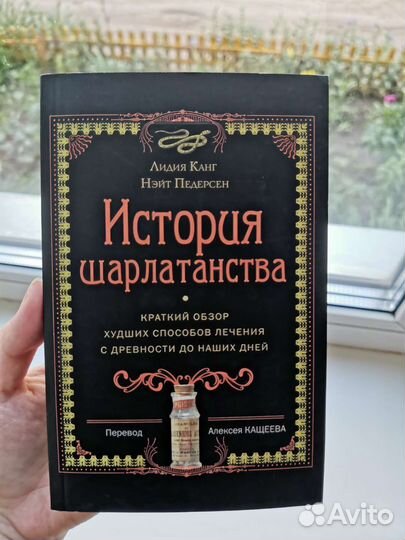 Лидия Канг
Нэйт Педерсен
История
шарлатанства
КРАТКИЙ ОБЗОР
ХУДШИХ СПОСОБОВ ЛЕЧЕНИЯ
С ДРЕВНОСТИ ДО НАШИХ ДНЕЙ
Перевод Алексея КАЩЕЕВА
Avito